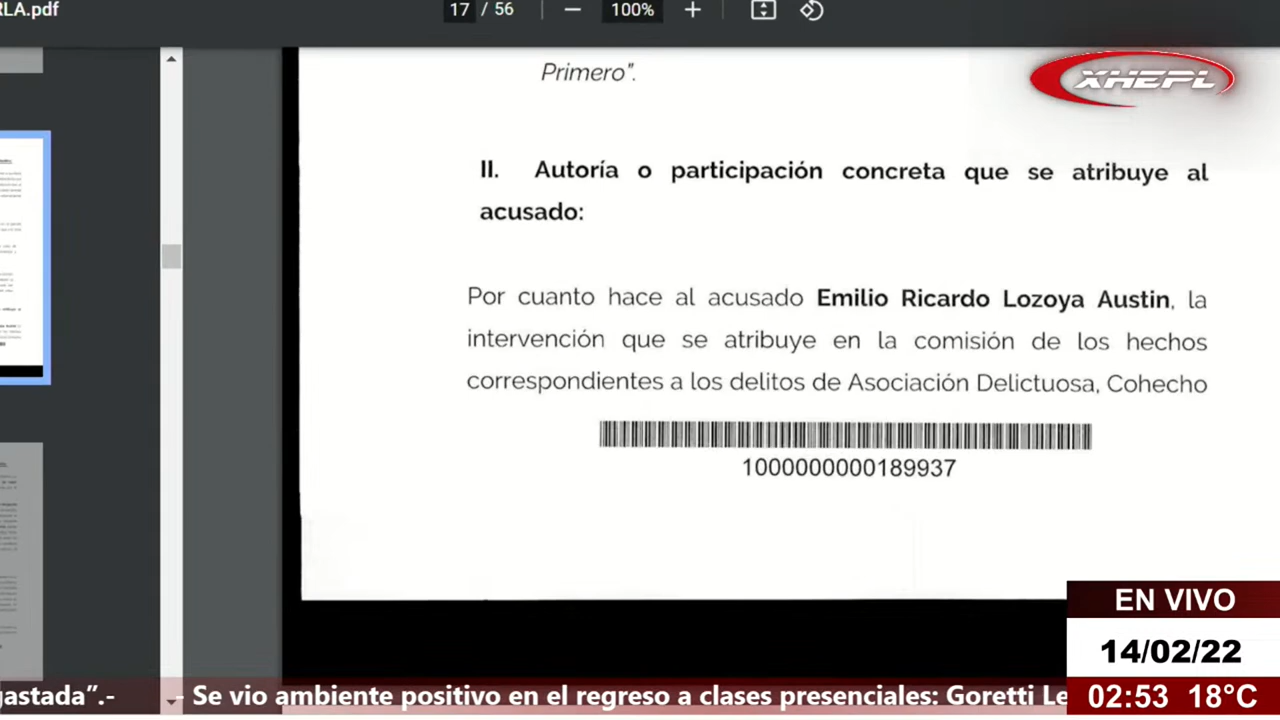 RLA.pdf
17 / 56
100%
Primero".
XHEPL
II. Autoría o participación concreta que se atribuye al
acusado:
Por cuanto hace al acusado Emilio Ricardo Lozoya Austin, la
intervención que se atribuye en la comisión de los hechos
correspondientes a los delitos de Asociación Delictuosa, Cohecho
1000000000189937
EN VIVO
14/02/22
gastada”.- - Se vio ambiente positivo en el regreso a clases presenciales: Goretti Le
02:53 18°C